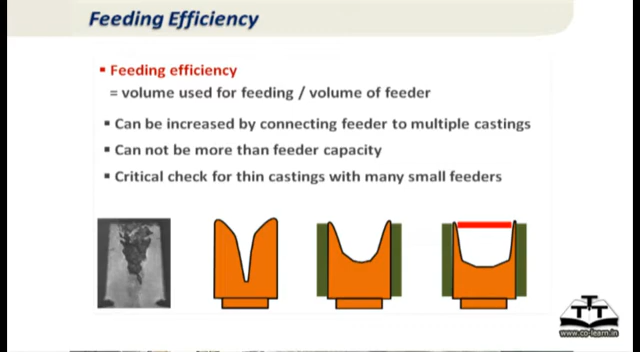 Feeding Efficiency
▪ Feeding efficiency
= volume used for feeding / volume of feeder
▪ Can be increased by connecting feeder to multiple castings
▪ Can not be more than feeder capacity
▪ Critical check for thin castings with many small feeders
TTT
www.co-learn.in